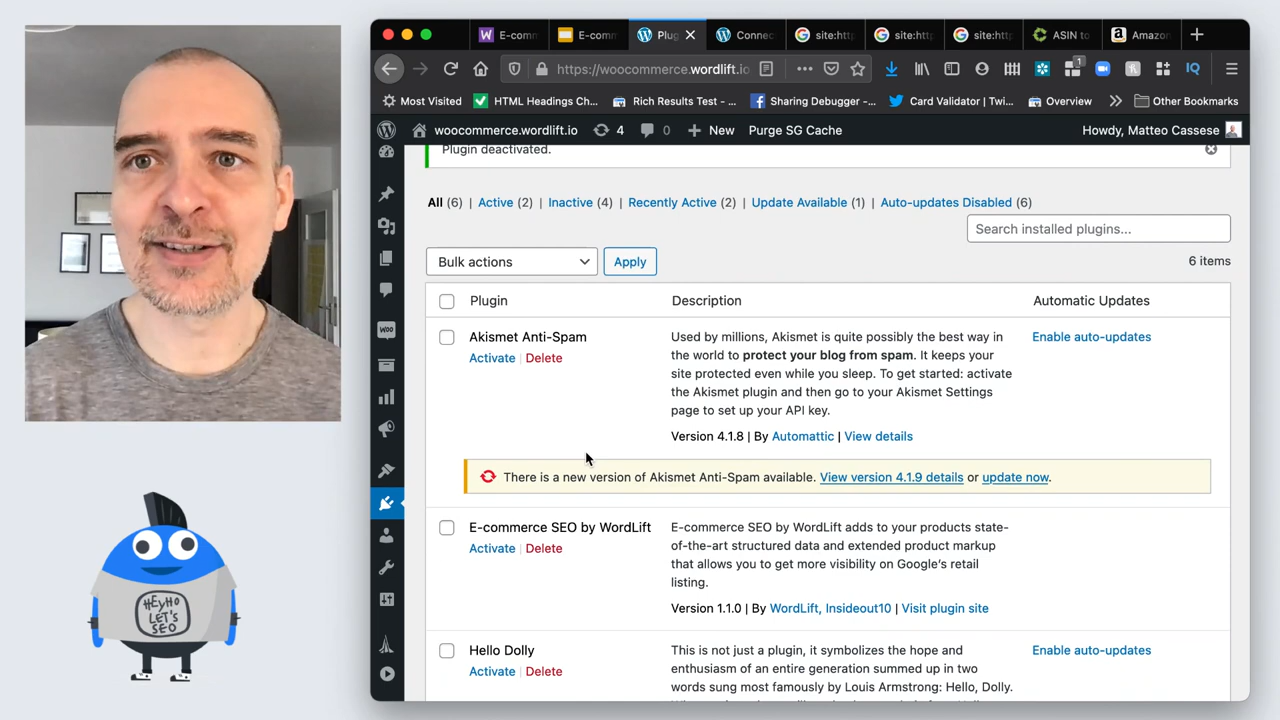 E-comm
E-comm
Plug
Connec
site:http
site:http
site:http
ASIN to
Amazon
https://woocommerce.wordlift.io
1
IQ
Most Visited
HTML Headings Ch...
Rich Results Test - ...
Sharing Debugger -...
Card Validator | Twi...
Overview
Other Bookmarks
woocommerce.wordlift.io
4
0
New
Purge SG Cache
Howdy, Matteo Cassese
Plugin deactivated.
All (6) | Active (2) | Inactive (4) | Recently Active (2) | Update Available (1) | Auto-updates Disabled (6)
Search installed plugins...
Bulk actions
Apply
6 items
Plugin
Description
Automatic Updates
Akismet Anti-Spam
Activate | Delete
Used by millions, Akismet is quite possibly the best way in
the world to protect your blog from spam. It keeps your
site protected even while you sleep. To get started: activate
the Akismet plugin and then go to your Akismet Settings
page to set up your API key.
Version 4.1.8 | By Automattic | View details
Enable auto-updates
There is a new version of Akismet Anti-Spam available. View version 4.1.9 details or update now.
E-commerce SEO by WordLift
Activate | Delete
E-commerce SEO by WordLift adds to your products state-
of-the-art structured data and extended product markup
that allows you to get more visibility on Google's retail
listing.
Version 1.1.0 | By WordLift, Insideout10 | Visit plugin site
Hello Dolly
Activate | Delete
This is not just a plugin, it symbolizes the hope and
enthusiasm of an entire generation summed up in two
words sung most famously by Louis Armstrong: Hello, Dolly.
Enable auto-updates
Woo
HEYHO
LET'S
SEO